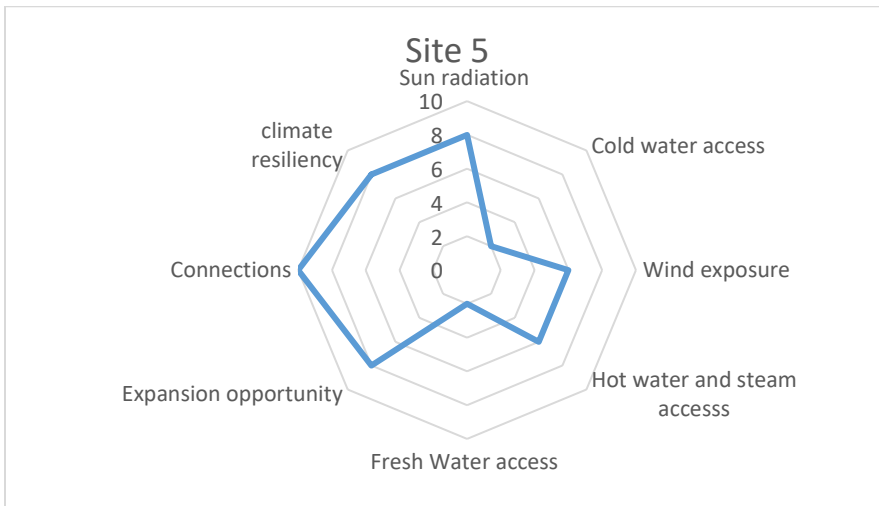 Site 5
Sun radiation
10
8
6
4
2
0
Cold water access
Wind exposure
Hot water and steam
accesss
Fresh Water access
Expansion opportunity
Connections
climate
resiliency